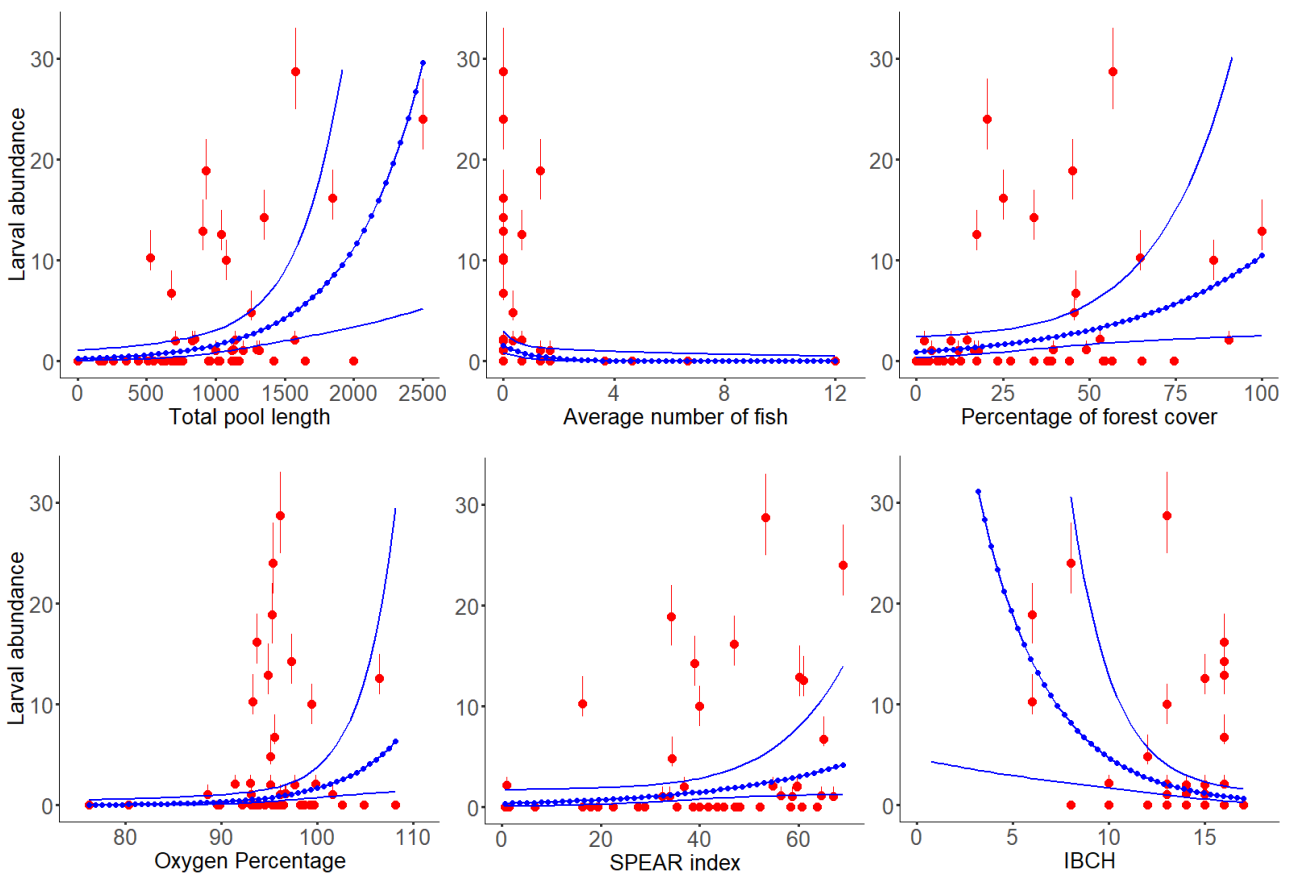 Larval abundance
30
20
10
0
0 500 1000 1500 2000 2500
Total pool length
30
20
10
0
0 4 8 12
Average number of fish
30
20
10
0
0 25 50 75 100
Percentage of forest cover
Larval abundance
30
20
10
0
80 90 100 110
Oxygen Percentage
30
20
10
0
0 20 40 60
SPEAR index
30
20
10
0
0 5 10 15
IBCH